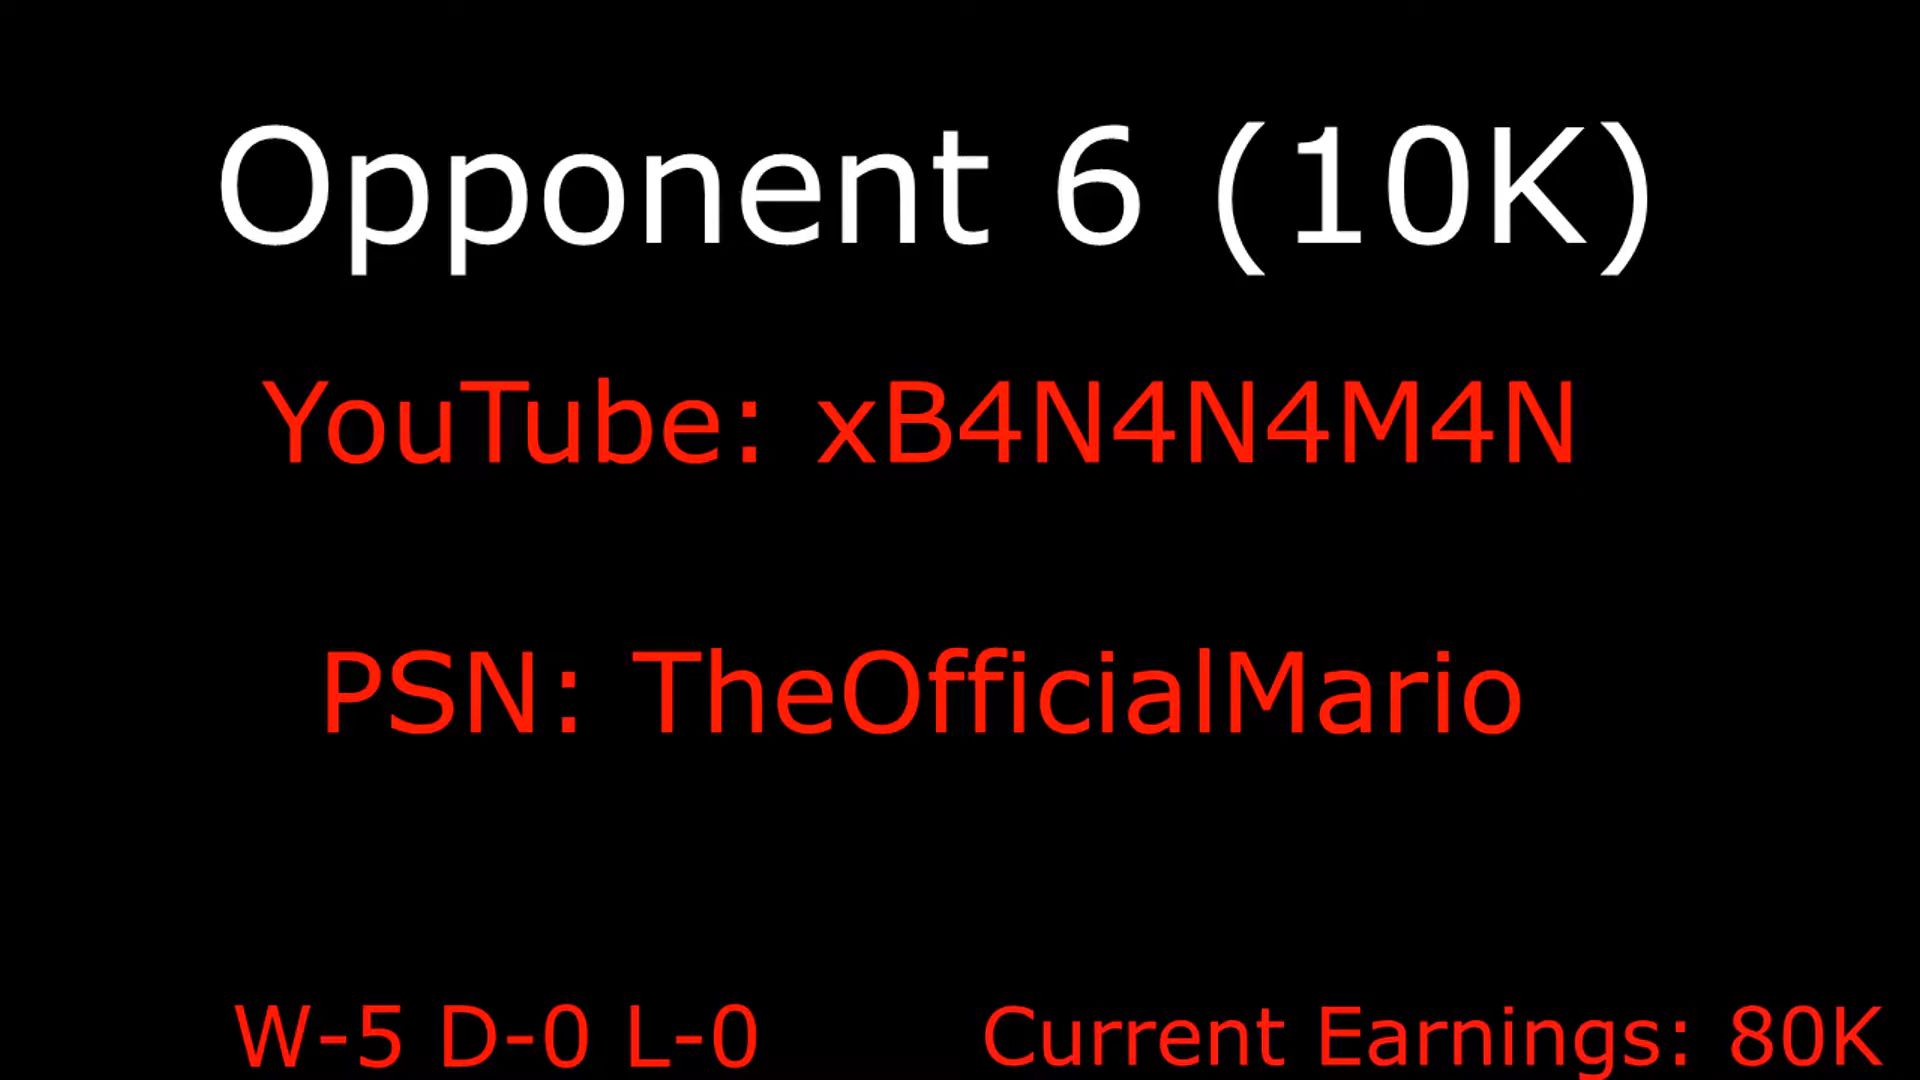 Opponent 6 (10K)
YouTube: xB4N4N4M4N
PSN: TheOfficialMario
W-5 D-0 L-0
Current Earnings: 80K